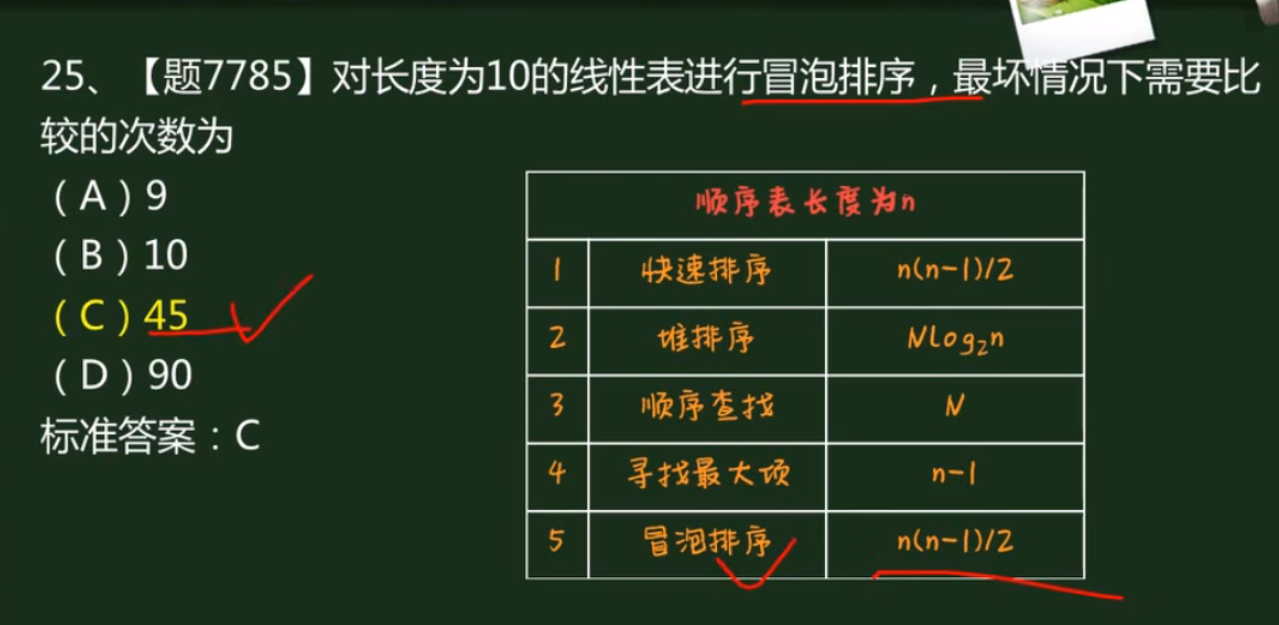 25、【题7785】对长度为10的线性表进行冒泡排序，最坏情况下需要比
较的次数为
（A）9
（B）10
（C）45
（D）90
标准答案：C
顺序表长度为n
1 快速排序 n(n-1)/2
2 堆排序 Nlog₂n
3 顺序查找 N
4 寻找最大项 n-1
5 冒泡排序 n(n-1)/2